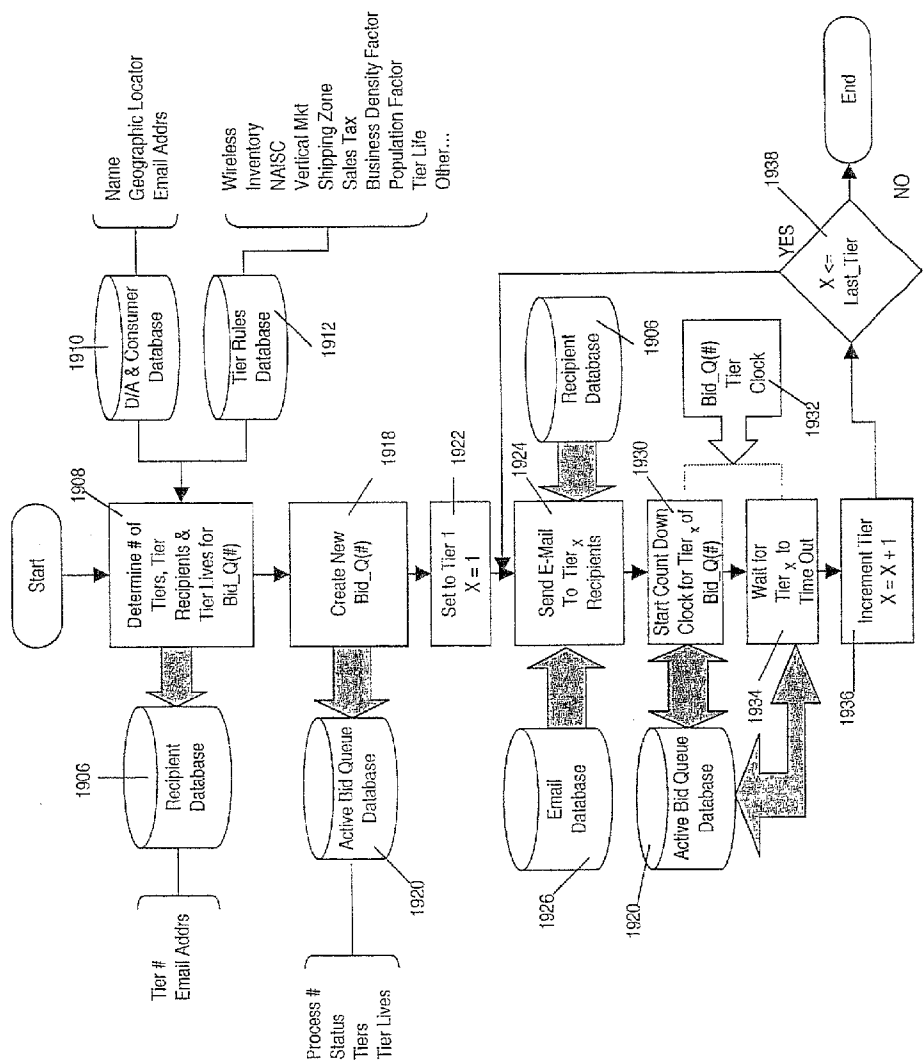 Start
1908
Determine # of
Tiors, Tier
Recipients &
Tier Lives for
Bid_Q(#)
1910
D/A & Consumer
Database
Name
Geographic Locator
Email Addrs
Tier Rules
Database
1912
Wireless
Inventory
NAISC
Vertical Mkt
Shipping Zone
Sales Tax
Business Density Factor
Population Factor
Tier Life
Other...
1906
Recipient
Database
Tier #
Email Addrs
1918
Create New
Bid_Q(#)
Active Bid Queue
Database
1920
Process #
Status
Tiers
Tier Lives
1922
Set to Tier 1
X = 1
1924
Send E-Mail
To Tier x
Recipients
Recipient
Database
1906
Email
Database
1926
1930
Start Count Down
Clock for Tier x of
Bid_Q(#)
Bid_Q(#)
Tier
Clock
1932
Active Bid Queue
Database
1920
Wait for
Tier x to
Time Out
1934
Increment Tier
X = X + 1
1936
X <=
Last_Tier
1938
YES
NO
End